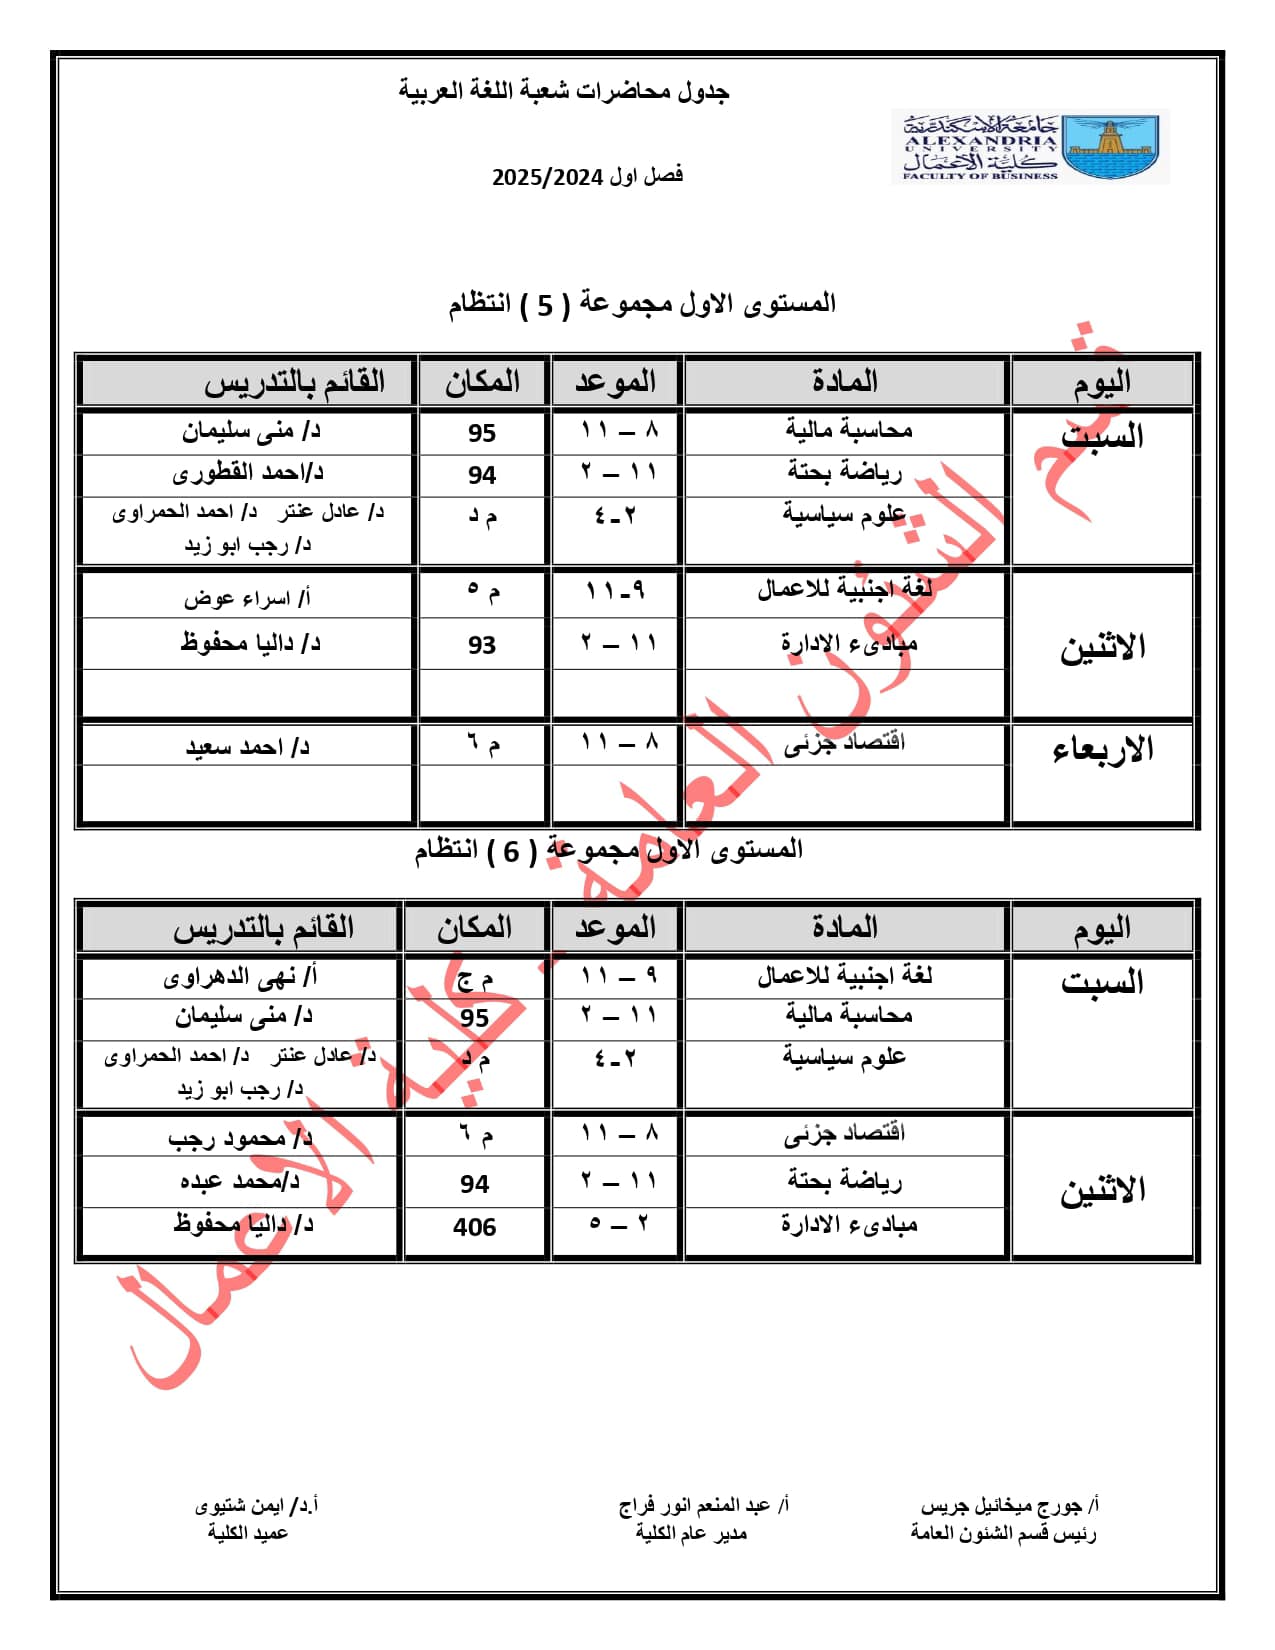 جدول محاضرات شعبة اللغة العربية
جامعة الاسكندرية
ALEXANDRIA
UNIVERSITY
كلية الاعمال
FACULTY OF BUSINESS
فصل اول 2025/2024
المستوى الاول مجموعة ( 5 ) انتظام
اليوم المادة الموعد المكان القائم بالتدريس
السبت محاسبة مالية ٨ – ١١ 95 د/ منى سليمان
رياضة بحتة ١١ – ٢ 94 د/احمد القطورى
علوم سياسية ٢-٤ م د د/ عادل عنتر د/ احمد الحمراوى
د/ رجب ابو زيد
لغة اجنبية للاعمال ٩-١١ م ٥ أ/ اسراء عوض
الاثنين مبادىء الادارة ١١ – ٢ 93 د/ داليا محفوظ
الاربعاء اقتصاد جزئى ٨ – ١١ م ٦ د/ احمد سعيد
المستوى الاول مجموعة ( 6 ) انتظام
اليوم المادة الموعد المكان القائم بالتدريس
السبت لغة اجنبية للاعمال ٩ – ١١ م ج أ/ نهى الدهراوى
محاسبة مالية ١١ – ٢ 95 د/ منى سليمان
علوم سياسية ٢-٤ م د د/ عادل عنتر د/ احمد الحمراوى
د/ رجب ابو زيد
اقتصاد جزئى ٨ – ١١ م ٦ د/ محمود رجب
الاثنين رياضة بحتة ١١ – ٢ 94 د/محمد عبده
مبادىء الادارة ٢ – ٥ 406 د/ داليا محفوظ
قسم الشئون العامة - كلية الاعمال
أ/ جورج ميخائيل جريس أ/ عبد المنعم انور فراج أ.د/ ايمن شتيوى
رئيس قسم الشئون العامة مدير عام الكلية عميد الكلية